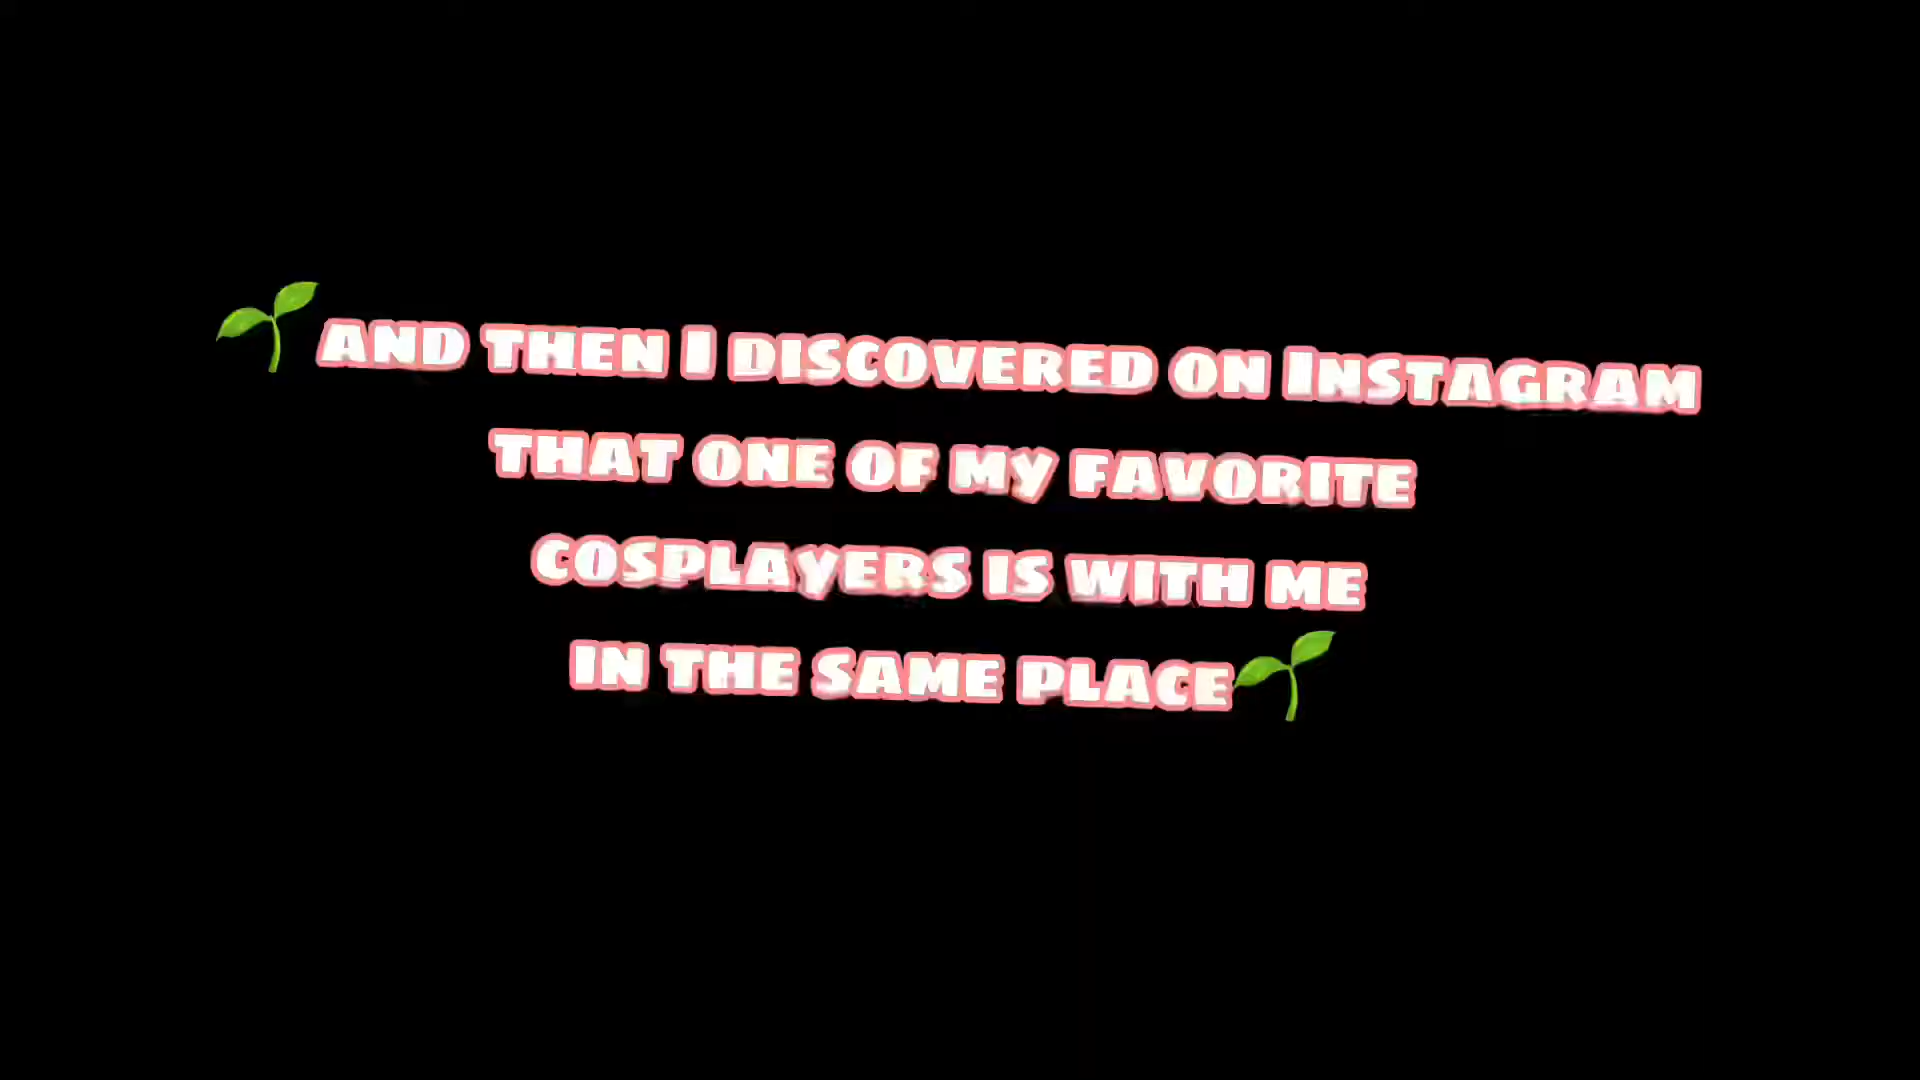 🌱and then I discovered on Instagram
that one of my favorite
cosplayers is with me
in the same place🌱